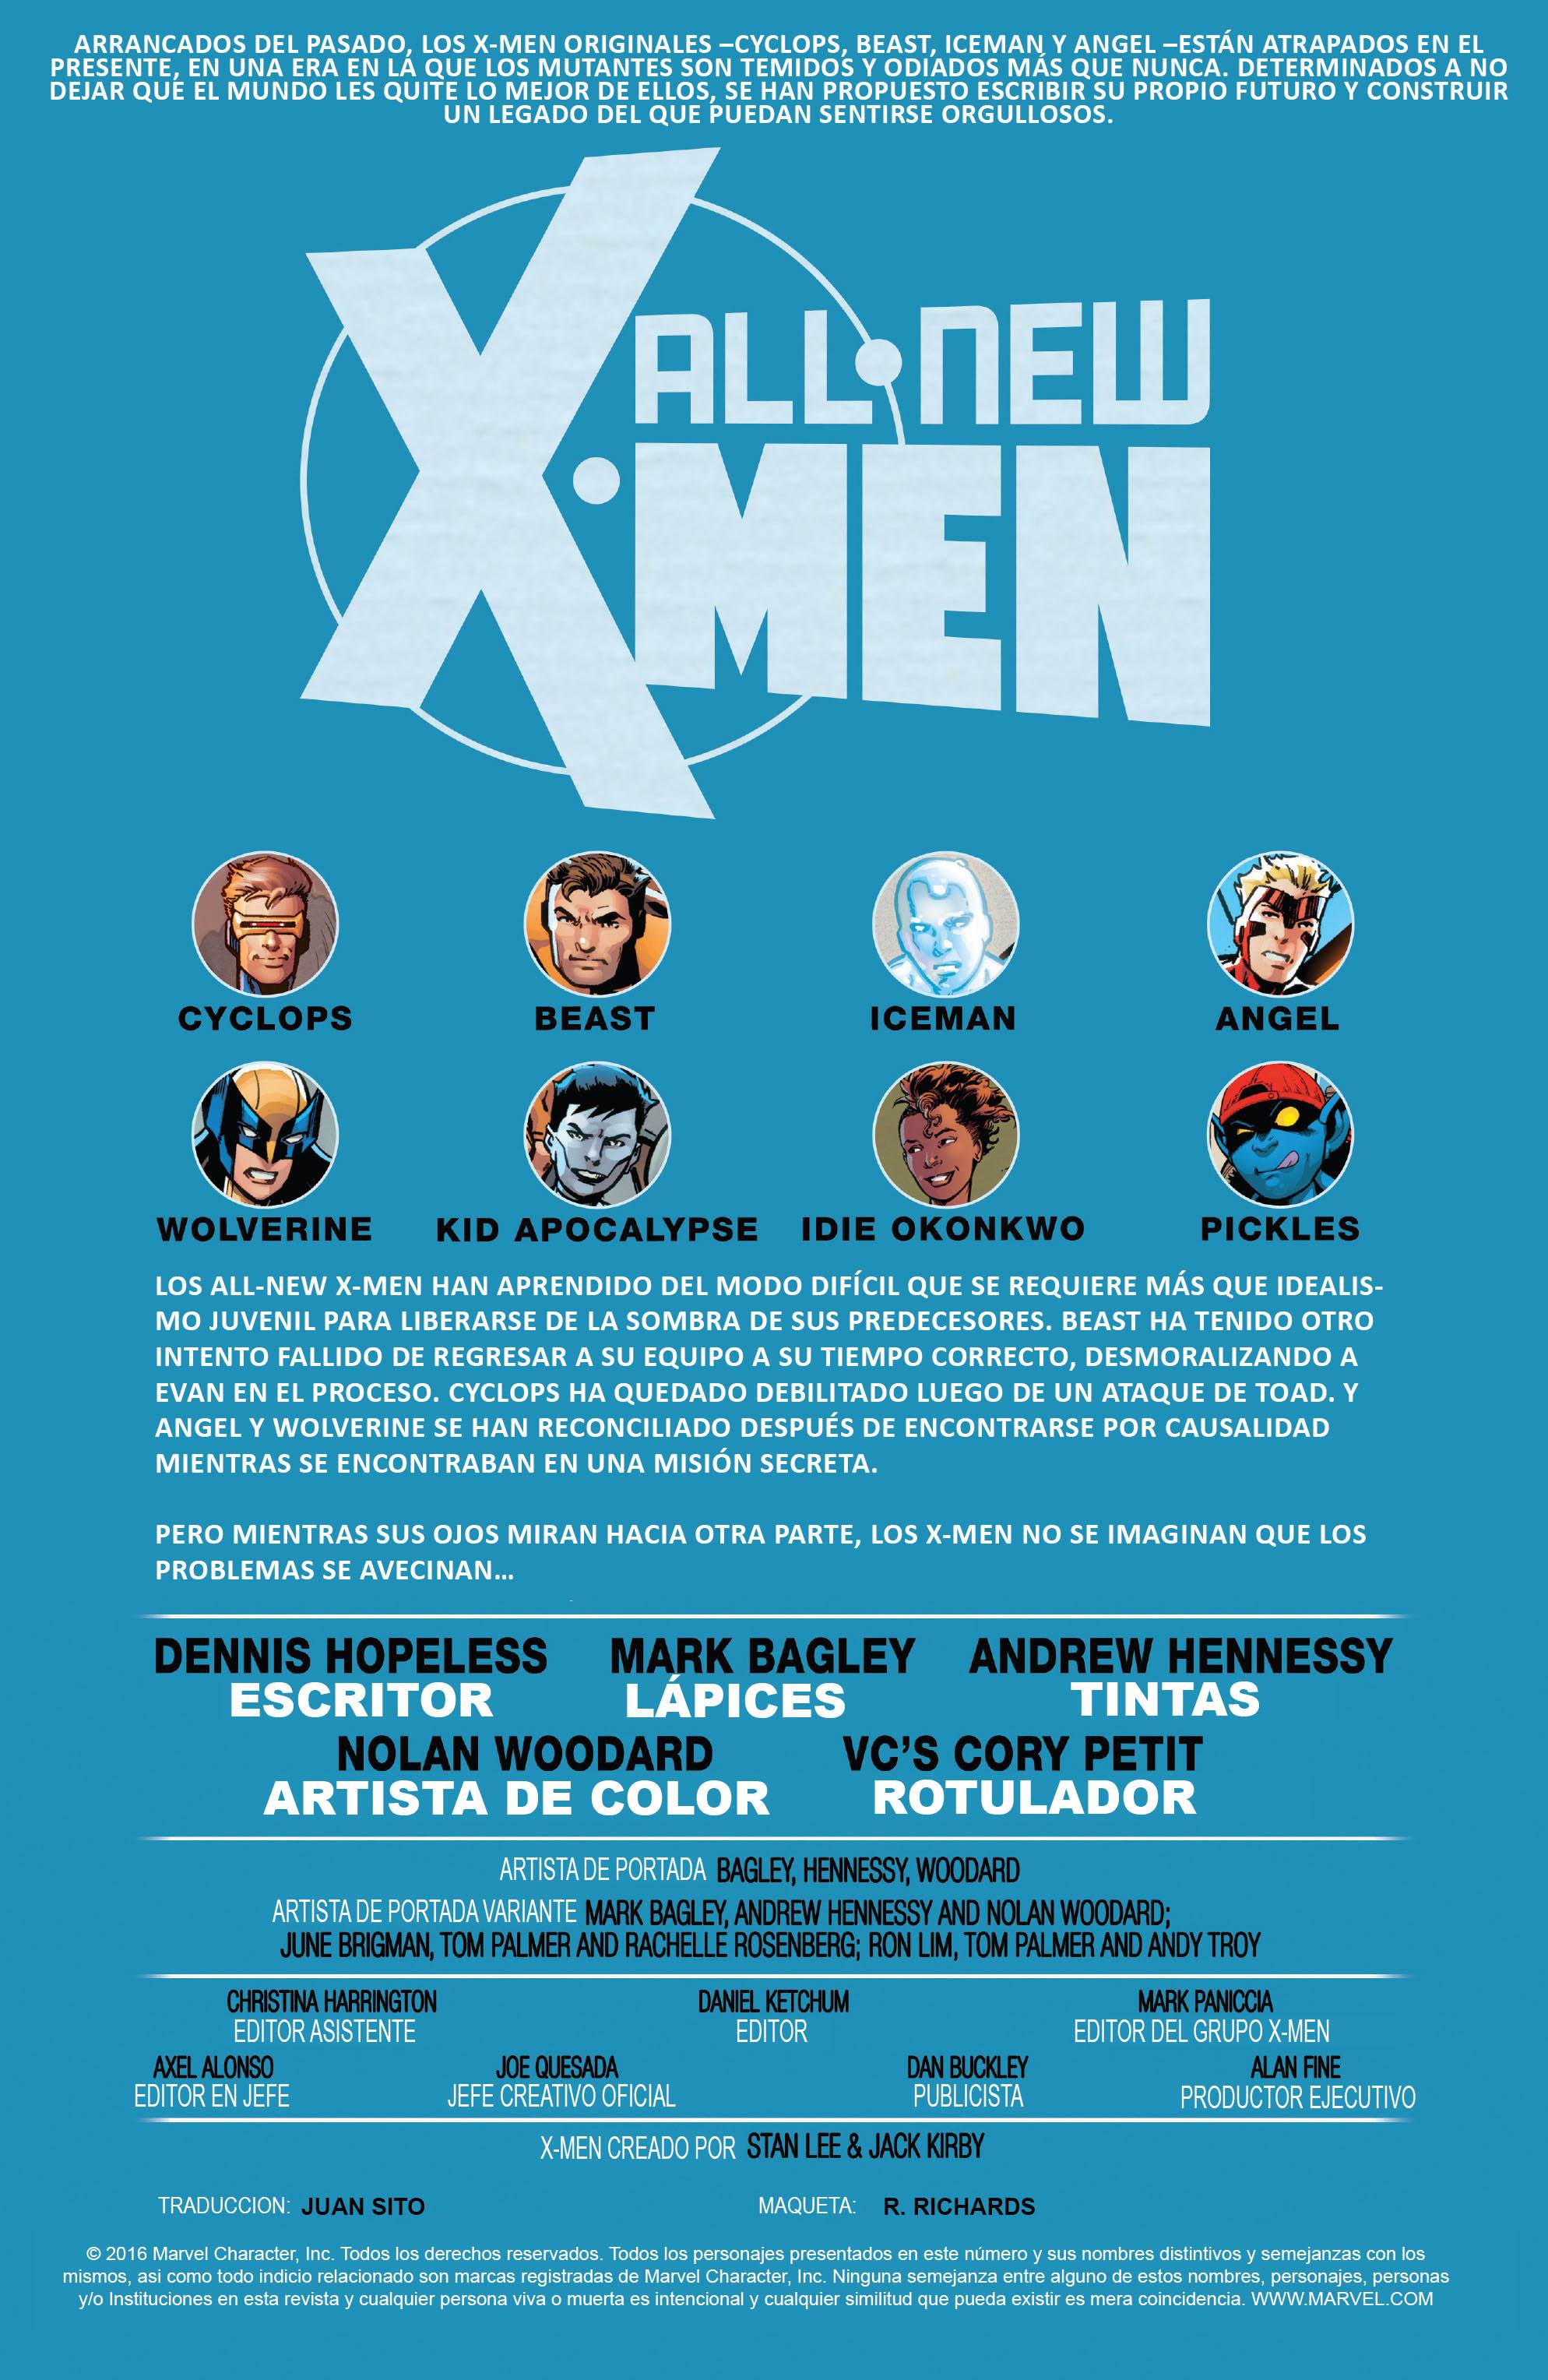 ARRANCADOS DEL PASADO, LOS X-MEN ORIGINALES –CYCLOPS, BEAST, ICEMAN Y ANGEL –ESTÁN ATRAPADOS EN EL
PRESENTE, EN UNA ERA EN LA QUE LOS MUTANTES SON TEMIDOS Y ODIADOS MÁS QUE NUNCA. DETERMINADOS A NO
DEJAR QUE EL MUNDO LES QUITE LO MEJOR DE ELLOS, SE HAN PROPUESTO ESCRIBIR SU PROPIO FUTURO Y CONSTRUIR
UN LEGADO DEL QUE PUEDAN SENTIRSE ORGULLOSOS.
ALL·NEW
X·MEN
CYCLOPS BEAST ICEMAN ANGEL
WOLVERINE KID APOCALYPSE IDIE OKONKWO PICKLES
LOS ALL-NEW X-MEN HAN APRENDIDO DEL MODO DIFÍCIL QUE SE REQUIERE MÁS QUE IDEALIS-
MO JUVENIL PARA LIBERARSE DE LA SOMBRA DE SUS PREDECESORES. BEAST HA TENIDO OTRO
INTENTO FALLIDO DE REGRESAR A SU EQUIPO A SU TIEMPO CORRECTO, DESMORALIZANDO A
EVAN EN EL PROCESO. CYCLOPS HA QUEDADO DEBILITADO LUEGO DE UN ATAQUE DE TOAD. Y
ANGEL Y WOLVERINE SE HAN RECONCILIADO DESPUÉS DE ENCONTRARSE POR CAUSALIDAD
MIENTRAS SE ENCONTRABAN EN UNA MISIÓN SECRETA.
PERO MIENTRAS SUS OJOS MIRAN HACIA OTRA PARTE, LOS X-MEN NO SE IMAGINAN QUE LOS
PROBLEMAS SE AVECINAN...
DENNIS HOPELESS MARK BAGLEY ANDREW HENNESSY
ESCRITOR LÁPICES TINTAS
NOLAN WOODARD VC'S CORY PETIT
ARTISTA DE COLOR ROTULADOR
ARTISTA DE PORTADA BAGLEY, HENNESSY, WOODARD
ARTISTA DE PORTADA VARIANTE MARK BAGLEY, ANDREW HENNESSY AND NOLAN WOODARD;
JUNE BRIGMAN, TOM PALMER AND RACHELLE ROSENBERG; RON LIM, TOM PALMER AND ANDY TROY
CHRISTINA HARRINGTON DANIEL KETCHUM MARK PANICCIA
EDITOR ASISTENTE EDITOR EDITOR DEL GRUPO X-MEN
AXEL ALONSO JOE QUESADA DAN BUCKLEY ALAN FINE
EDITOR EN JEFE JEFE CREATIVO OFICIAL PUBLICISTA PRODUCTOR EJECUTIVO
X-MEN CREADO POR STAN LEE & JACK KIRBY
TRADUCCION: JUAN SITO MAQUETA: R. RICHARDS
© 2016 Marvel Character, Inc. Todos los derechos reservados. Todos los personajes presentados en este número y sus nombres distintivos y semejanzas con los
mismos, asi como todo indicio relacionado son marcas registradas de Marvel Character, Inc. Ninguna semejanza entre alguno de estos nombres, personajes, personas
y/o Instituciones en esta revista y cualquier persona viva o muerta es intencional y cualquier similitud que pueda existir es mera coincidencia. WWW.MARVEL.COM